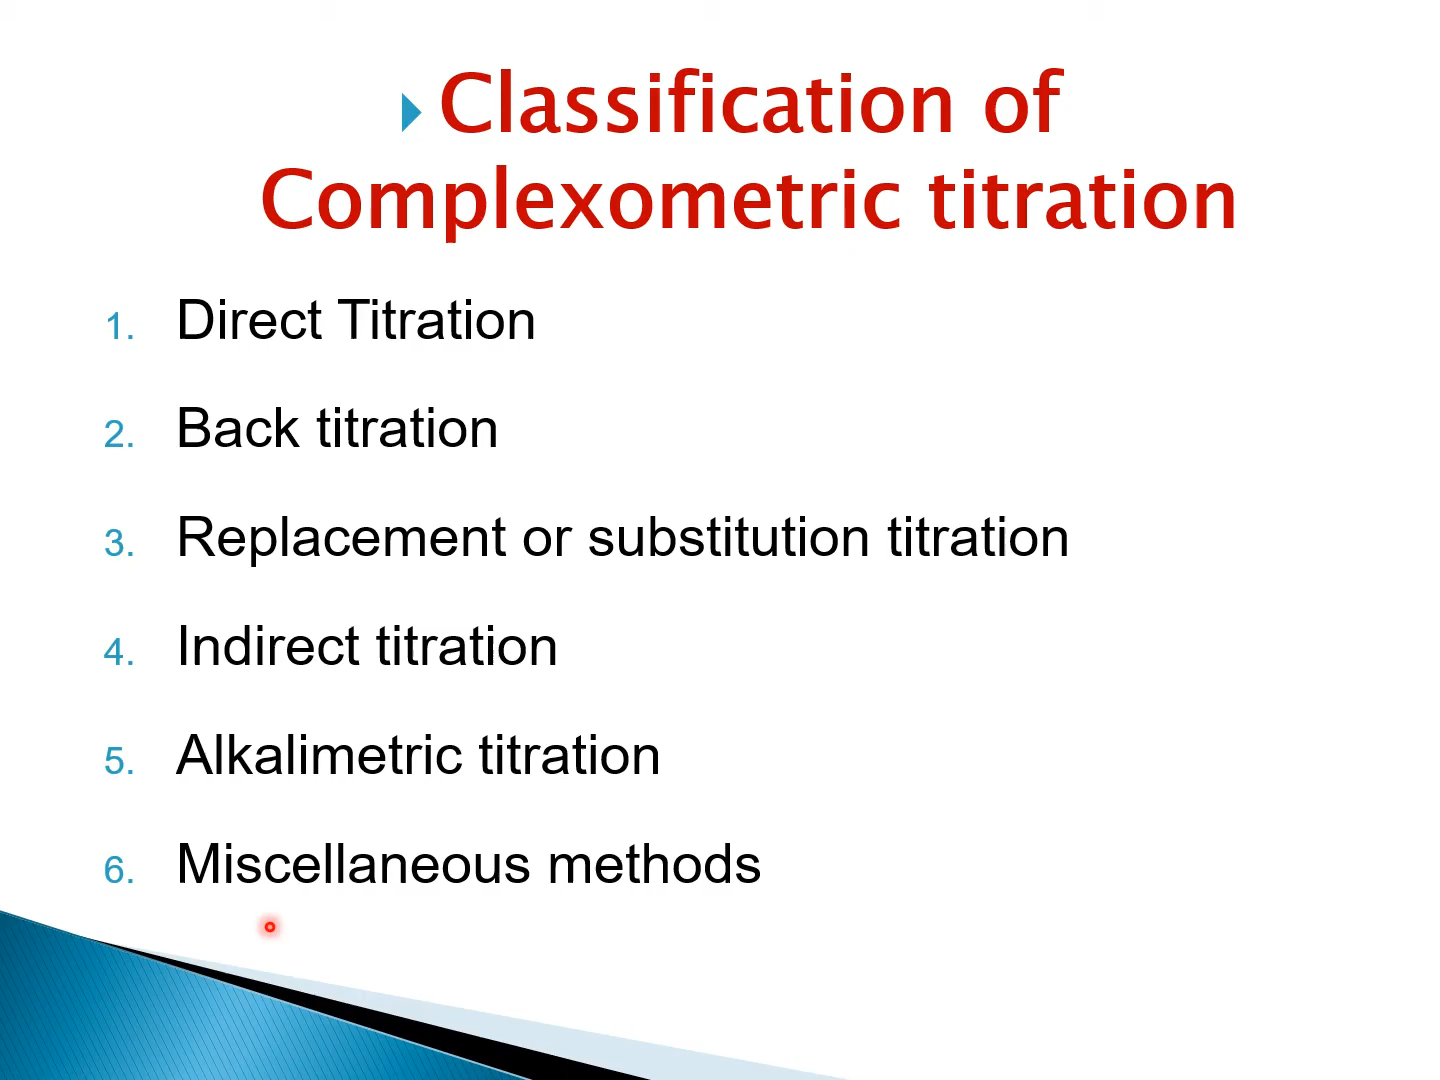 Classification of
Complexometric titration
1. Direct Titration
2. Back titration
3. Replacement or substitution titration
4. Indirect titration
5. Alkalimetric titration
6. Miscellaneous methods